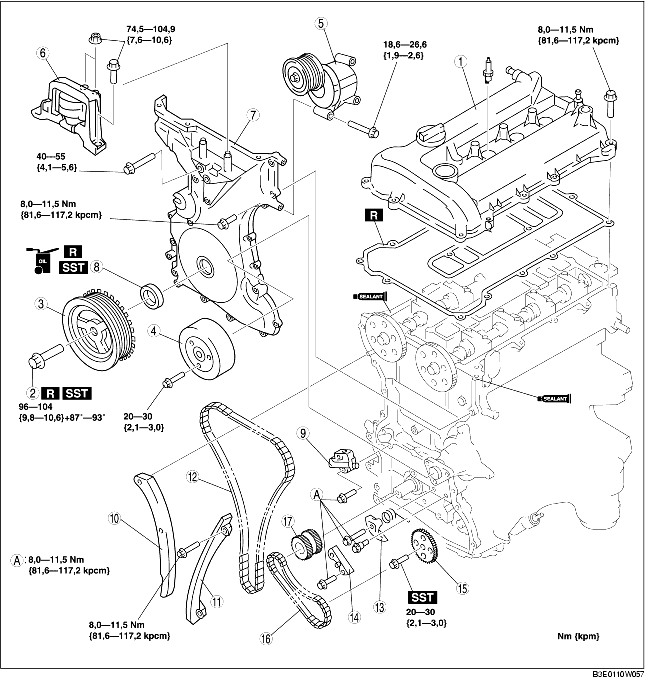 74,5—104,9
{7,6—10,6}
5
18,6—26,6
{1,9—2,6}
8,0—11,5 Nm
{81,6—117,2 kpcm}
6
1
7
40—55
{4,1—5,6}
8,0—11,5 Nm
{81,6—117,2 kpcm}
R
OIL
R
SST
8
3
4
SEALANT
2 R SST
96—104
{9,8—10,6}+87°—93°
20—30
{2,1—3,0}
SEALANT
9
12
10
A
17
A : 8,0—11,5 Nm
{81,6—117,2 kpcm}
11
13
14
15
16
8,0—11,5 Nm
{81,6—117,2 kpcm}
SST
20—30
{2,1—3,0}
Nm {kpm}
B3E0110W057